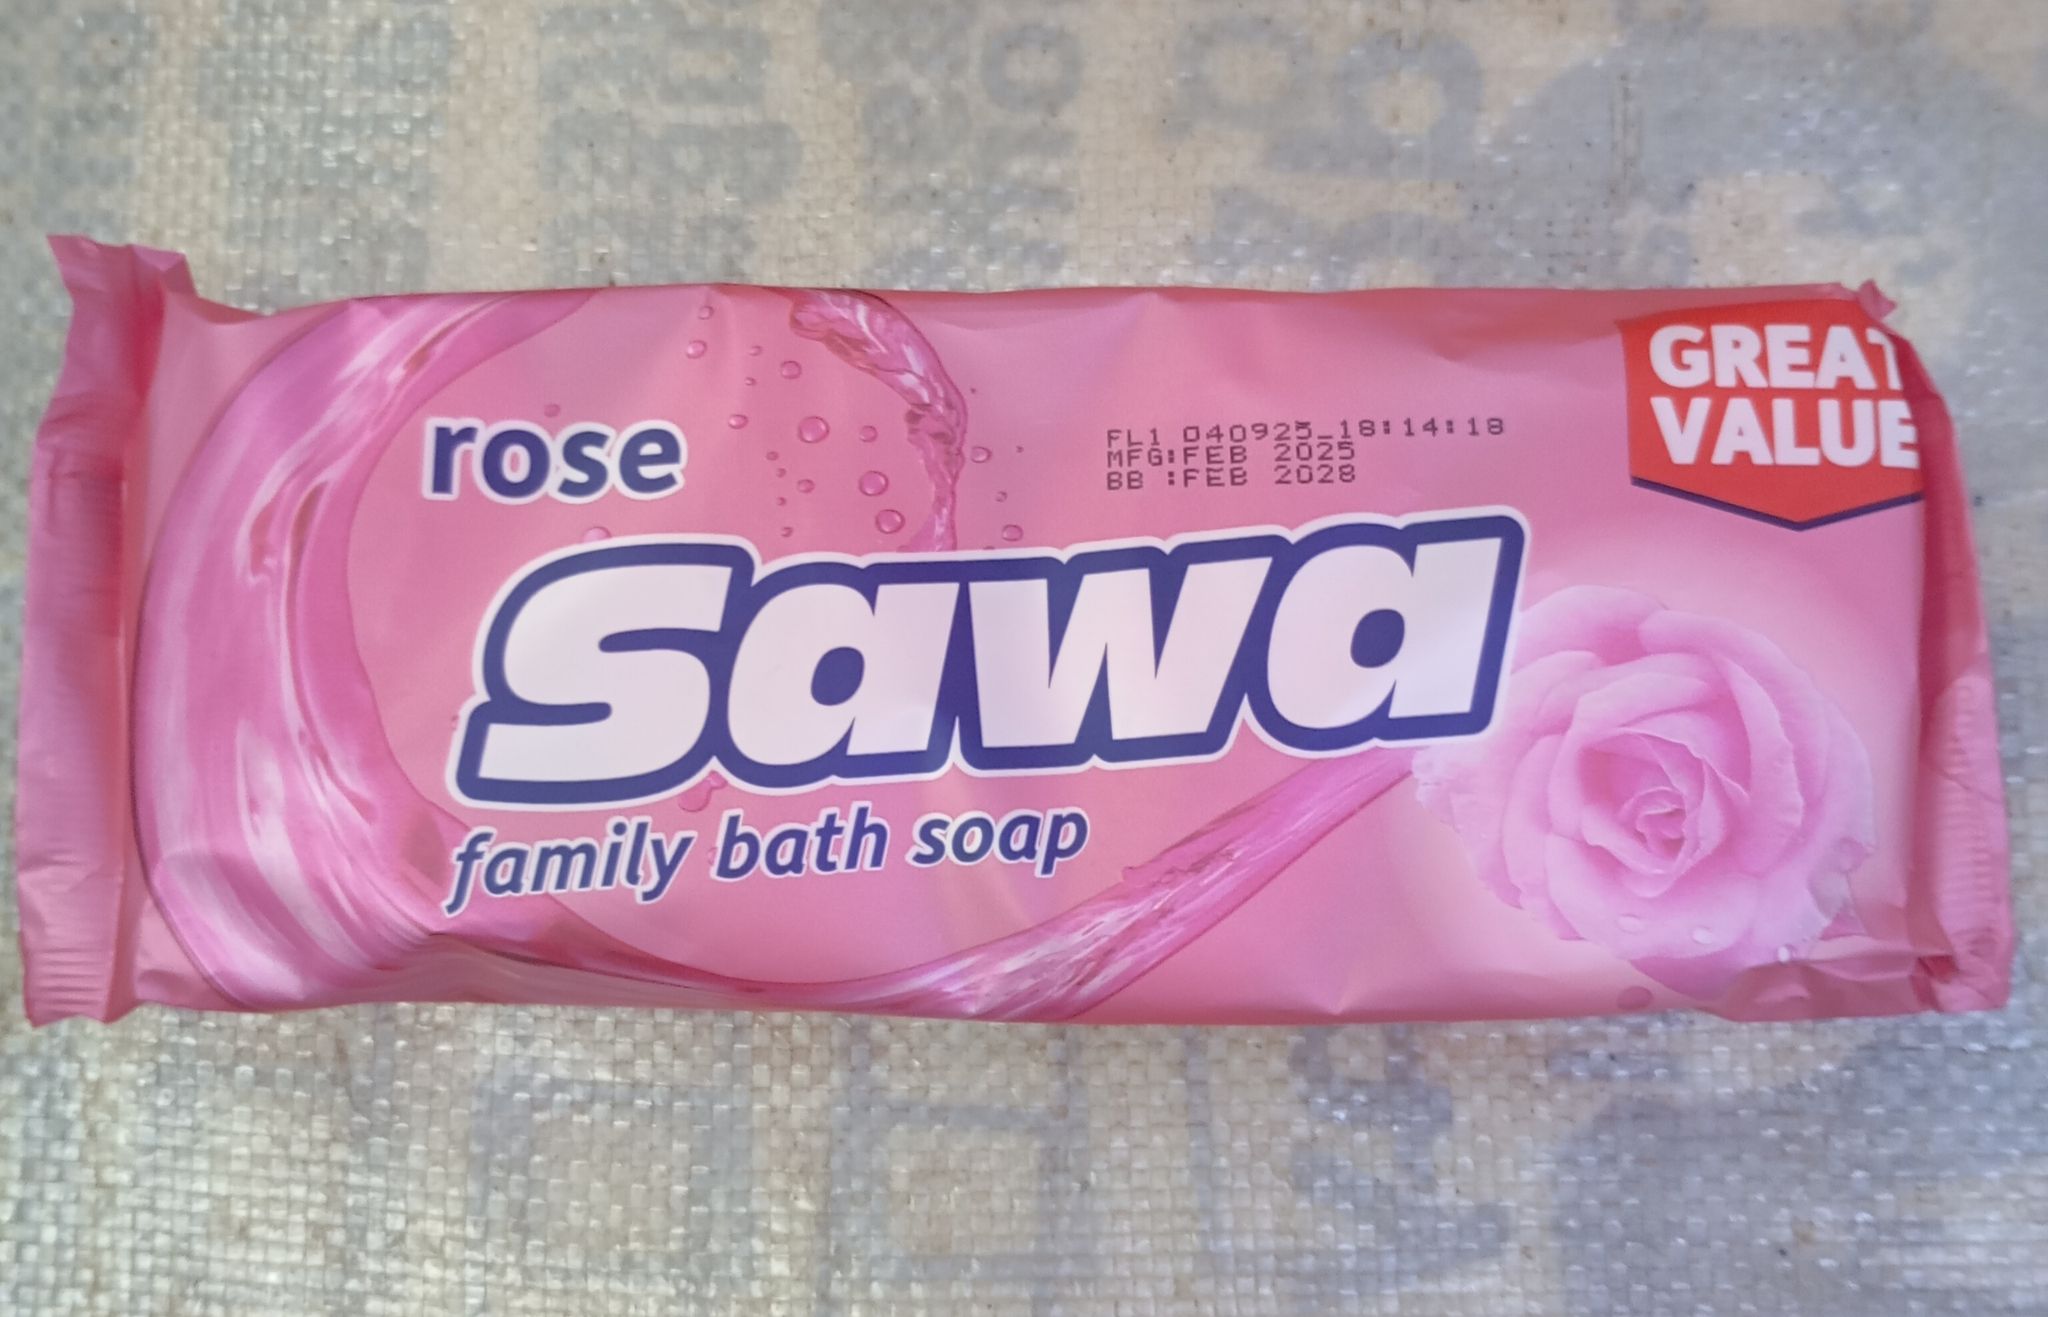 rose
FL1 040925_18:14:18
MFG:FEB 2025
BB :FEB 2028
GREAT
VALUE
sawa
family bath soap